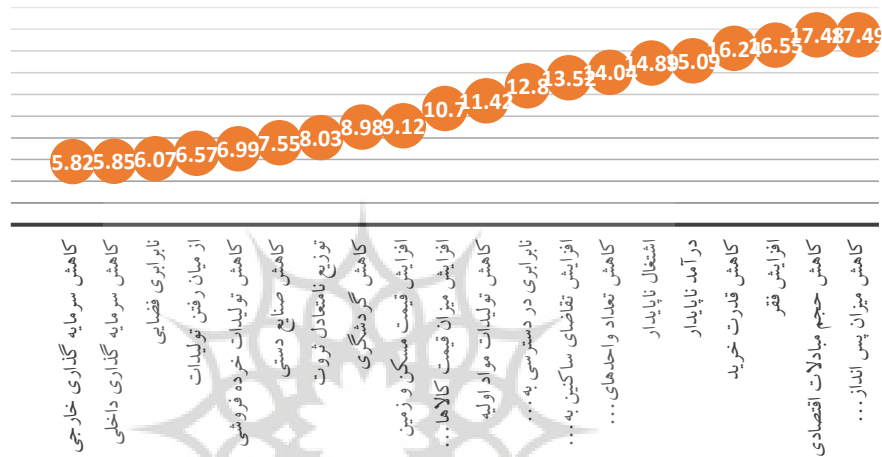 5.82
5.85
6.07
6.57
6.99
7.55
8.03
8.98
9.12
10.7
11.42
12.8
13.52
14.04
14.89
15.09
16.24
16.55
17.48
17.49
کاهش سرمایه گذاری خارجی
کاهش سرمایه گذاری داخلی
نابرابری فضایی
از میان رفتن تولیدات
کاهش تولیدات خرده فروشی
کاهش صنایع دستی
توزیع نامتعادل ثروت
کاهش گردشگری
افزایش قیمت مسکن و زمین
افزایش میزان قیمت کالاها...
کاهش تولیدات مواد اولیه
نابرابری در دسترسی به...
افزایش تقاضای ساکنین به...
کاهش تعداد واحدهای...
اشتغال ناپایدار
درآمد ناپایدار
کاهش قدرت خرید
افزایش فقر
کاهش حجم مبادلات اقتصادی
کاهش میزان پس انداز...